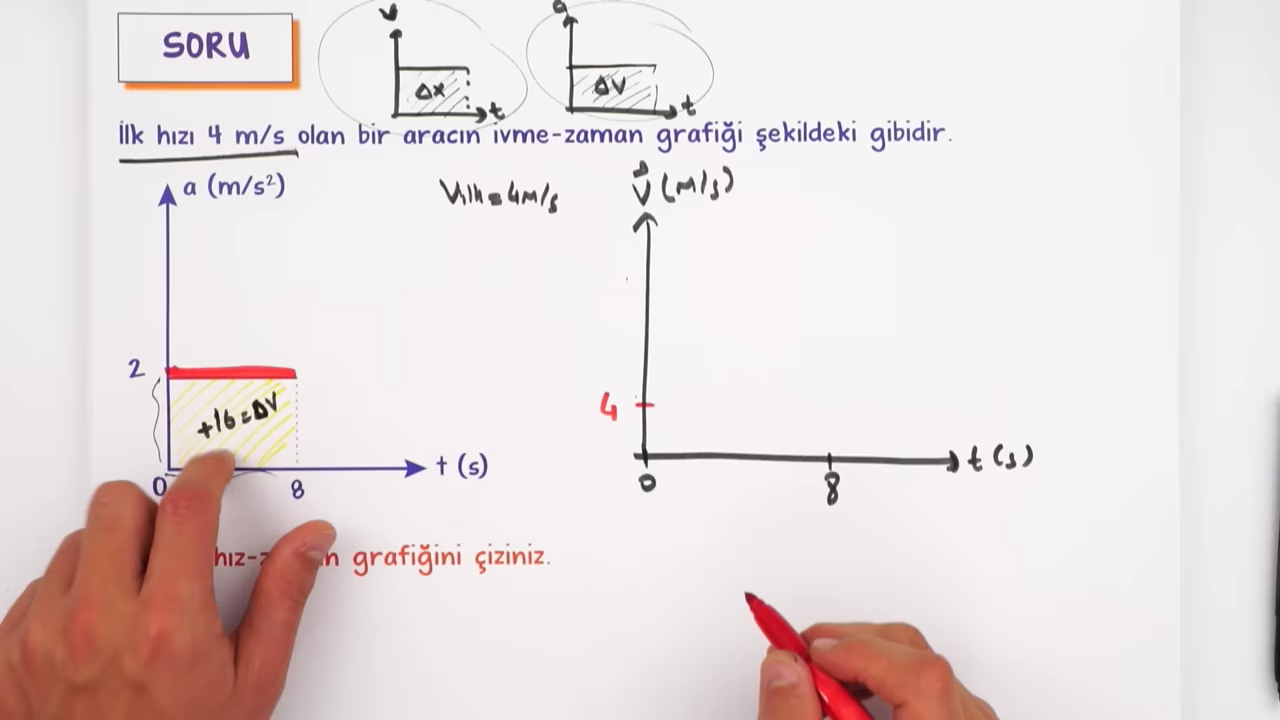 SORU
V
Δx
t
a
ΔV
t
İlk hızı 4 m/s olan bir aracın ivme-zaman grafiği şekildeki gibidir.
a (m/s²)
Vilk = 4m/s
V (m/s)
2
+16=ΔV
4
0
8
t (s)
0
8
t (s)
grafiğini çiziniz.